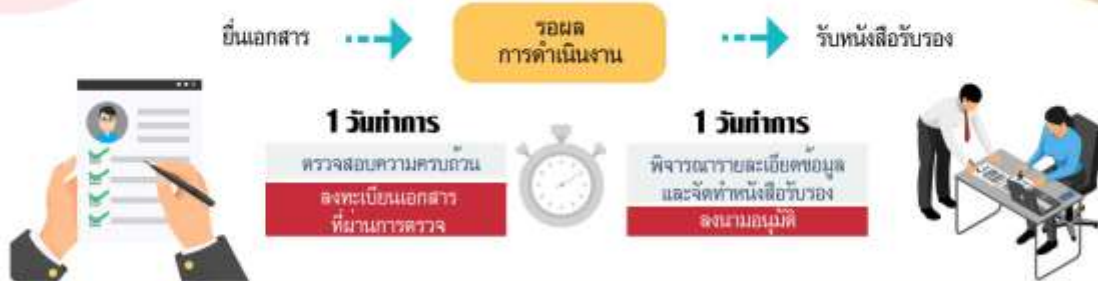 ยื่นเอกสาร
รอผล
การดำเนินงาน
รับหนังสือรับรอง
1 วันทำการ
ตรวจสอบความครบถ้วน
ลงทะเบียนเอกสาร
ที่ผ่านการตรวจ
1 วันทำการ
พิจารณารายละเอียดข้อมูล
และจัดทำหนังสือรับรอง
ลงนามอนุมัติ